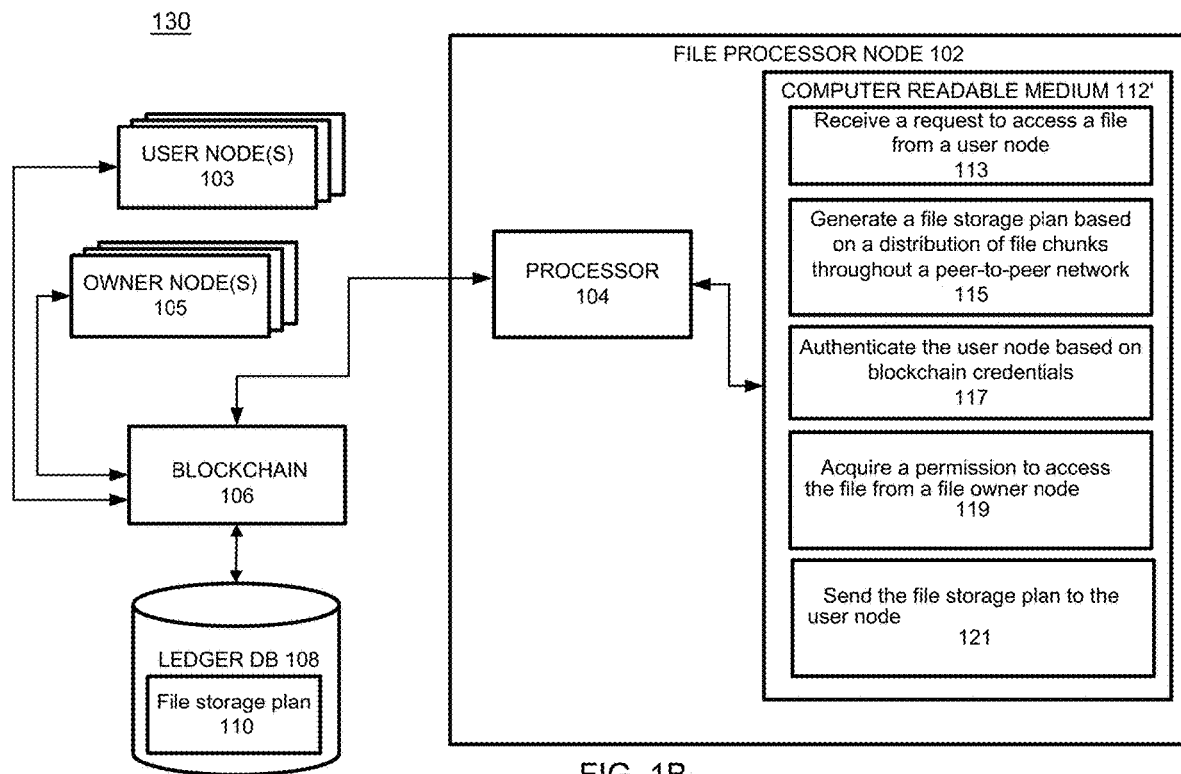 130
FILE PROCESSOR NODE 102
COMPUTER READABLE MEDIUM 112'
Receive a request to access a file
from a user node
113
Generate a file storage plan based
on a distribution of file chunks
throughout a peer-to-peer network
115
Authenticate the user node based on
blockchain credentials
117
Acquire a permission to access
the file from a file owner node
119
Send the file storage plan to the
user node
121
PROCESSOR
104
USER NODE(S)
103
OWNER NODE(S)
105
BLOCKCHAIN
106
LEDGER DB 108
File storage plan
110
FIG. 1B